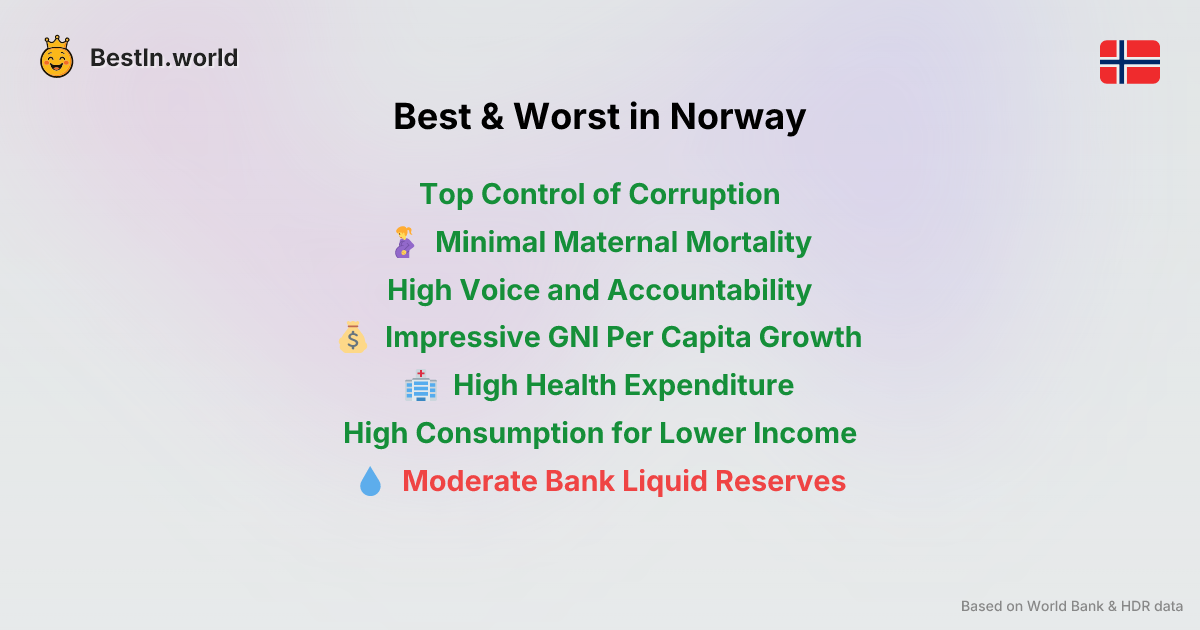 BestIn.world
Best & Worst in Norway
Top Control of Corruption
Minimal Maternal Mortality
High Voice and Accountability
Impressive GNI Per Capita Growth
High Health Expenditure
High Consumption for Lower Income
Moderate Bank Liquid Reserves
Based on World Bank & HDR data